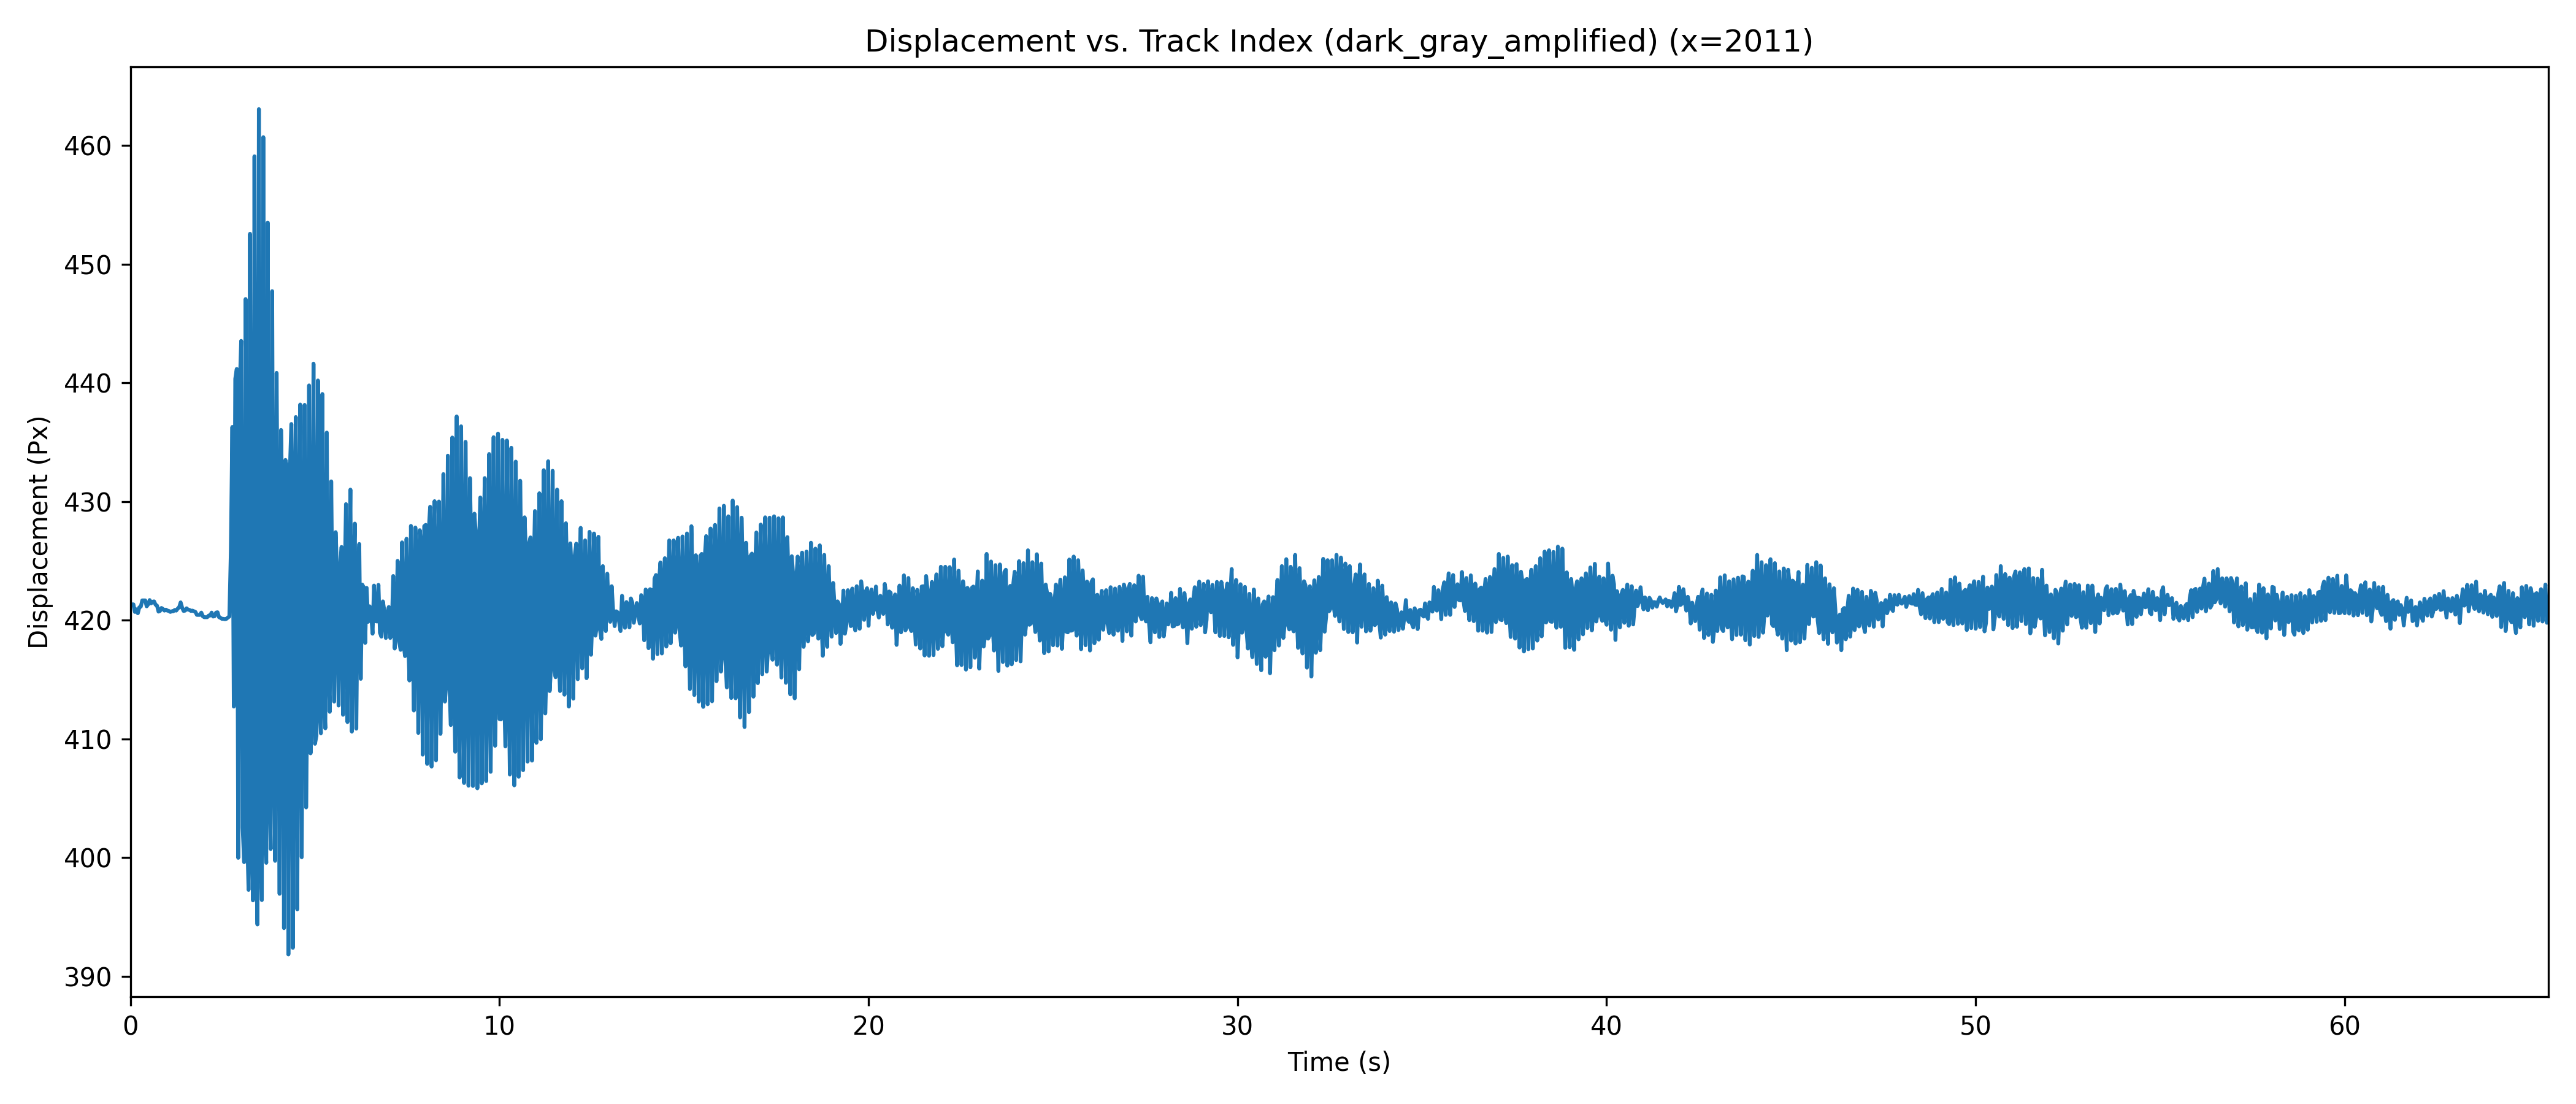 Displacement vs. Track Index (dark_gray_amplified) (x=2011)
Displacement (Px)
460
450
440
430
420
410
400
390
0 10 20 30 40 50 60
Time (s)